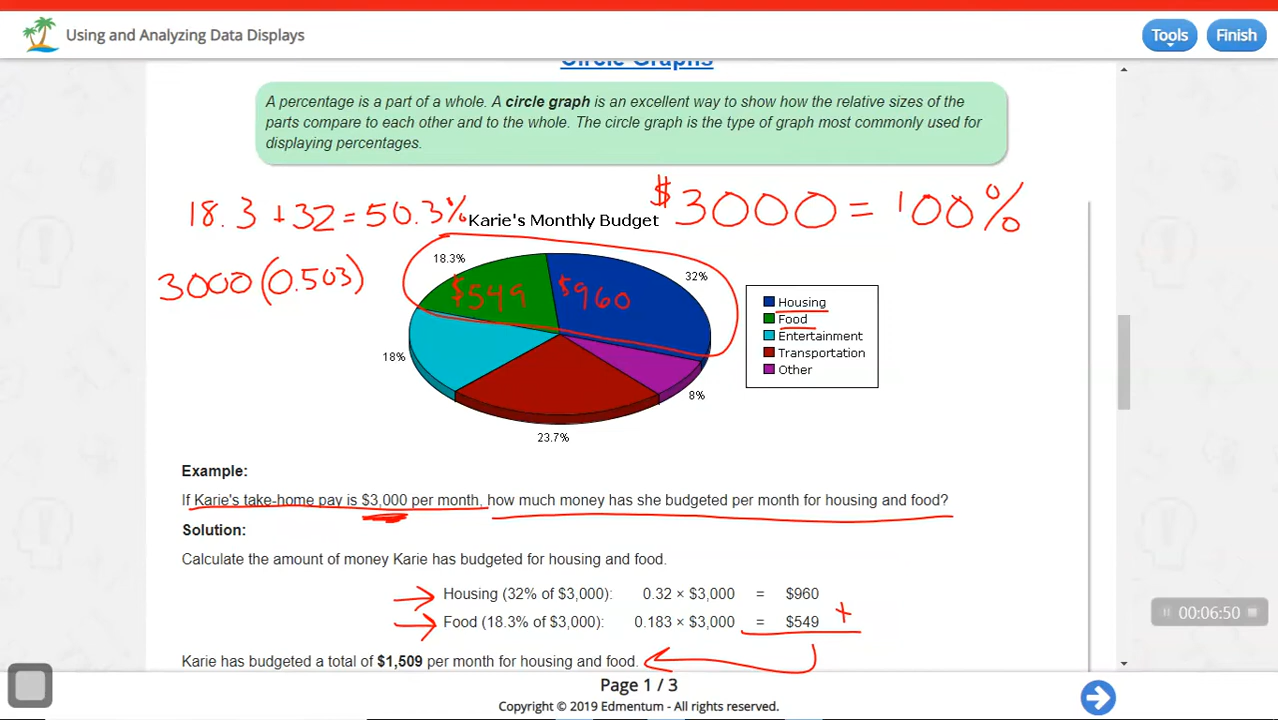 Using and Analyzing Data Displays
Tools
Finish
Circle Graphs
A percentage is a part of a whole. A circle graph is an excellent way to show how the relative sizes of the
parts compare to each other and to the whole. The circle graph is the type of graph most commonly used for
displaying percentages.
18.3 + 32 = 50.3%
$3000 = 100%
Karie's Monthly Budget
3000(0.503)
18.3%
32%
$549
$960
Housing
Food
Entertainment
Transportation
Other
18%
8%
23.7%
Example:
If Karie's take-home pay is $3,000 per month, how much money has she budgeted per month for housing and food?
Solution:
Calculate the amount of money Karie has budgeted for housing and food.
Housing (32% of $3,000): 0.32 × $3,000 = $960
Food (18.3% of $3,000): 0.183 × $3,000 = $549 +
Karie has budgeted a total of $1,509 per month for housing and food.
00:06:50
Page 1 / 3
Copyright © 2019 Edmentum - All rights reserved.